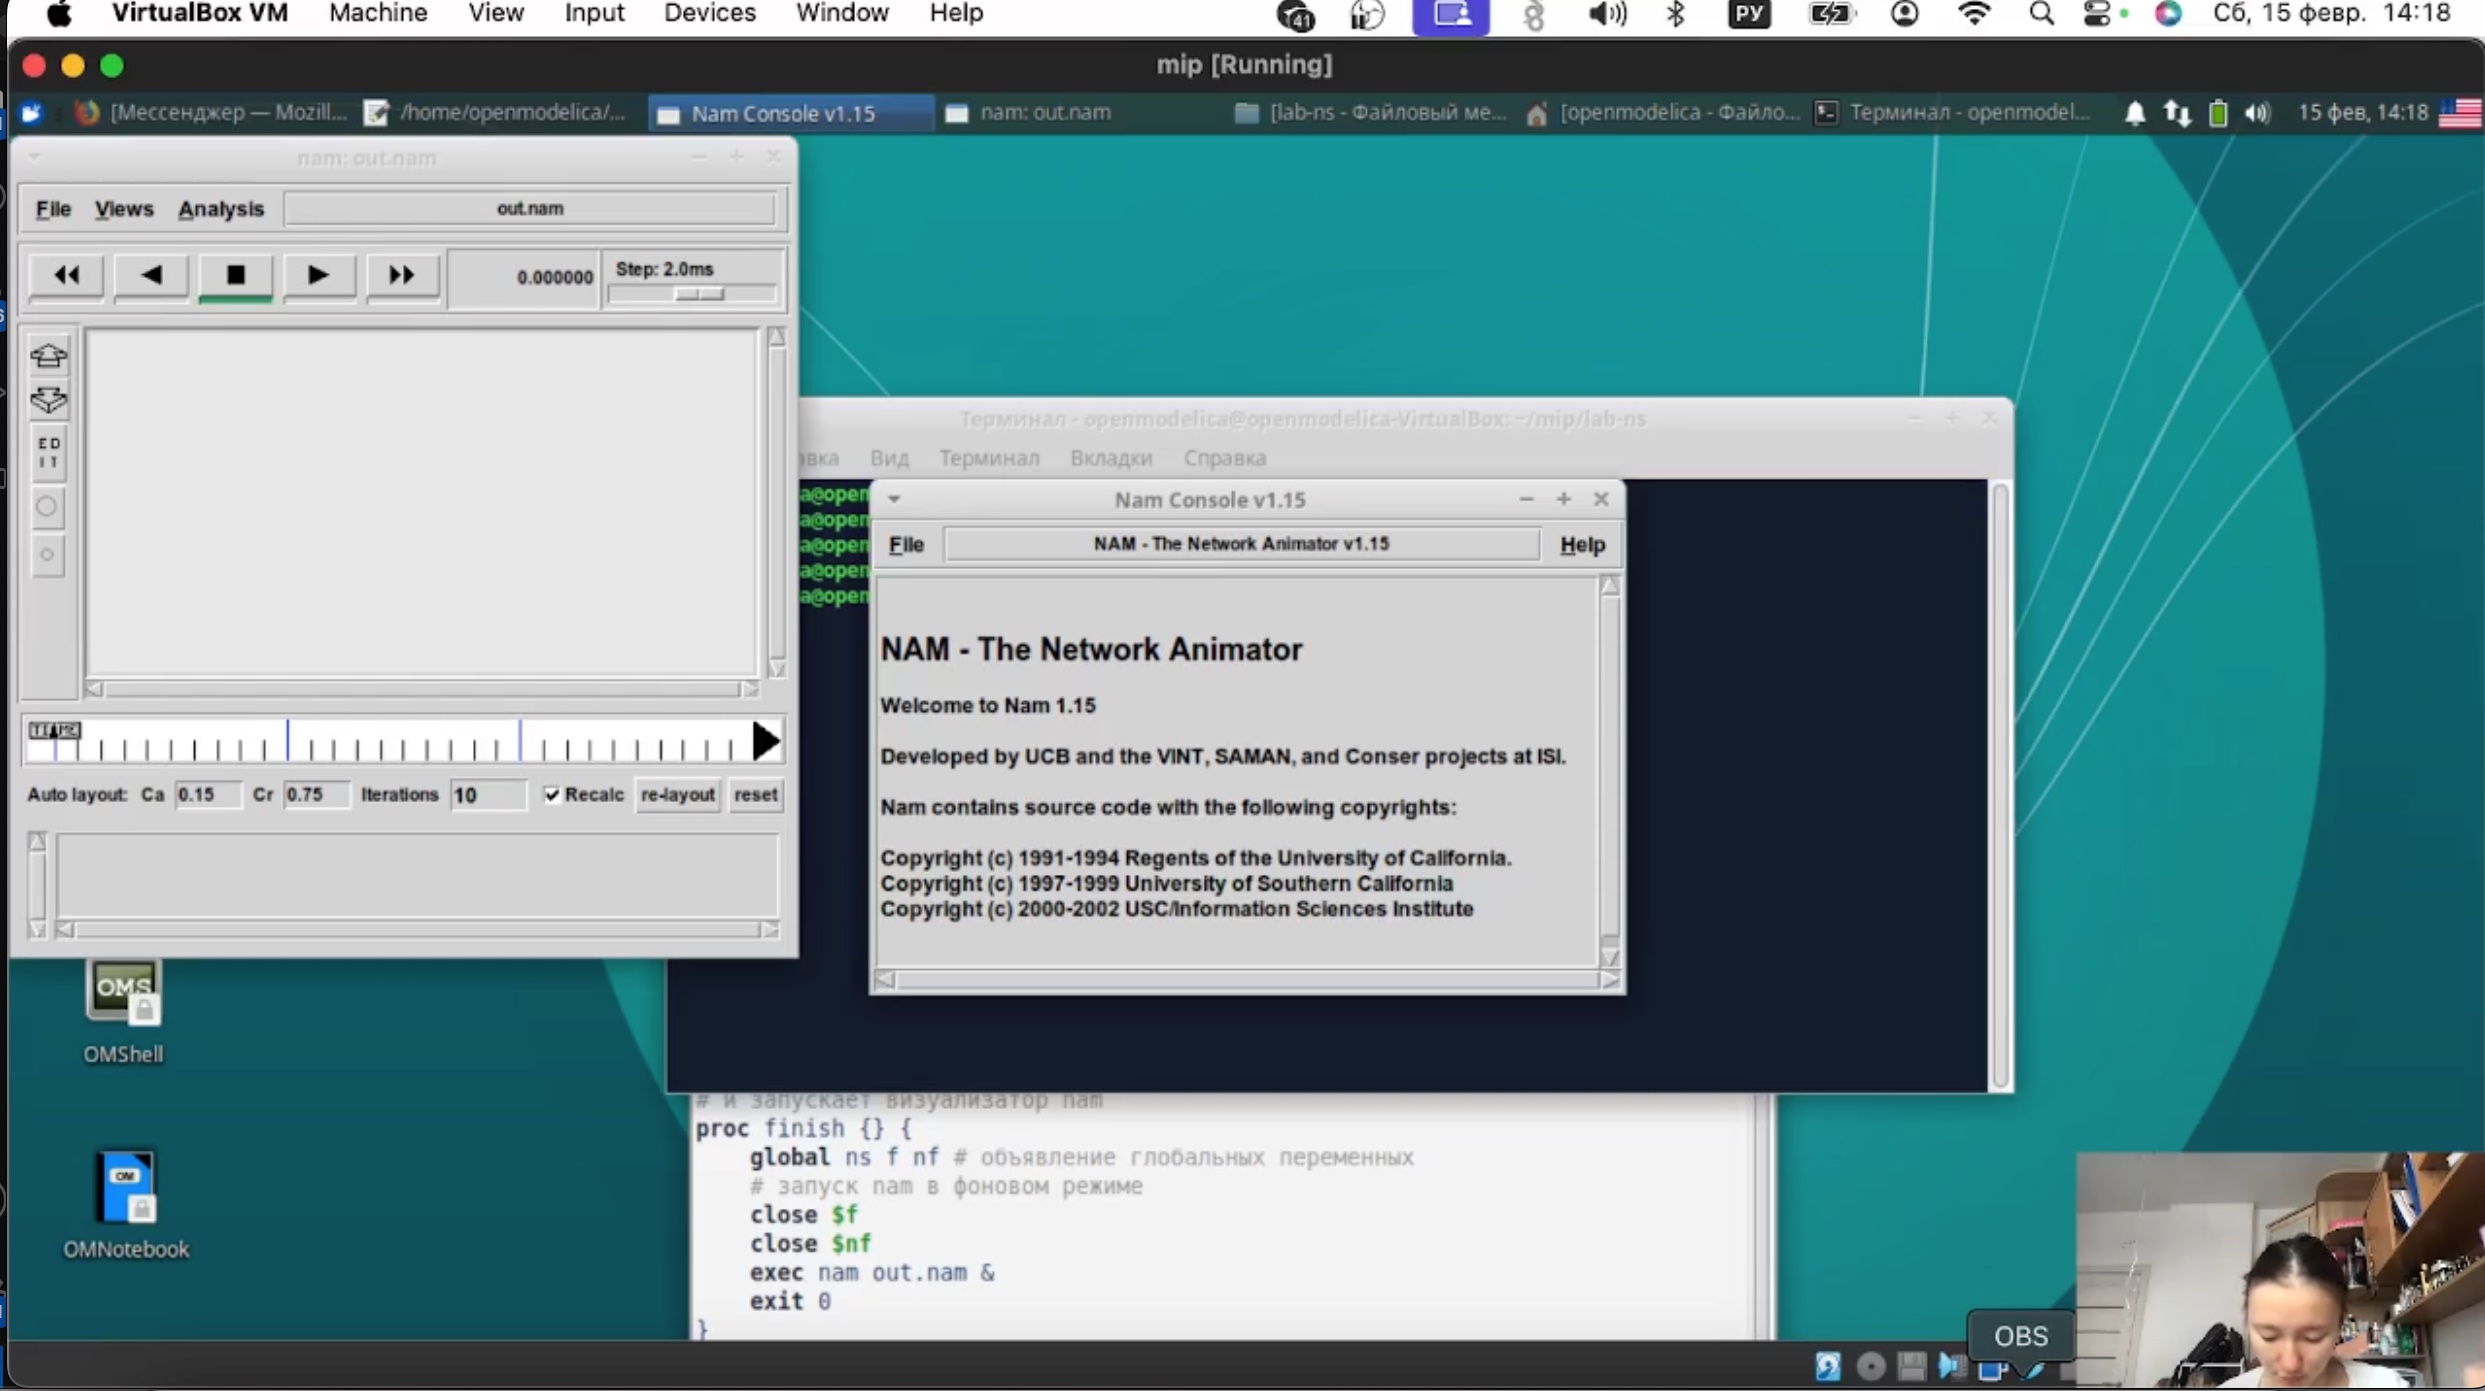 VirtualBox VM Machine View Input Devices Window Help 41 РУ Сб, 15 февр. 14:18
mip [Running]
[Мессенджер — Mozill... /home/openmodelica/... Nam Console v1.15 nam: out.nam [lab-ns - Файловый ме... [openmodelica - Файло... Терминал - openmodel... 15 фев, 14:18
nam: out.nam
File Views Analysis out.nam
0.000000 Step: 2.0ms
ED
IT
TIME
Auto layout: Ca 0.15 Cr 0.75 Iterations 10 Recalc re-layout reset
Терминал - openmodelica@openmodelica-VirtualBox: ~/mip/lab-ns
вка Вид Терминал Вкладки Справка
a@open
a@open
a@open
a@open
a@open
Nam Console v1.15
File NAM - The Network Animator v1.15 Help
NAM - The Network Animator
Welcome to Nam 1.15
Developed by UCB and the VINT, SAMAN, and Conser projects at ISI.
Nam contains source code with the following copyrights:
Copyright (c) 1991-1994 Regents of the University of California.
Copyright (c) 1997-1999 University of Southern California
Copyright (c) 2000-2002 USC/Information Sciences Institute
OMS
OMShell
OM
OMNotebook
# и запускает визуализатор nam
proc finish {} {
global ns f nf # объявление глобальных переменных
# запуск nam в фоновом режиме
close $f
close $nf
exec nam out.nam &
exit 0
}
OBS